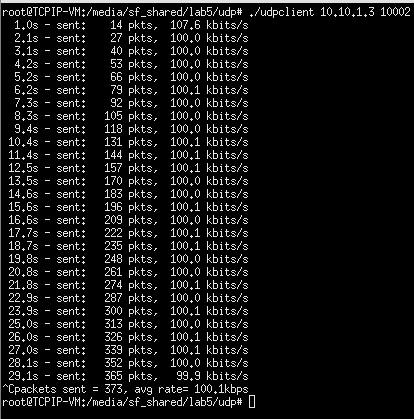 root@TCPIP-VM:/media/sf_shared/lab5/udp# ./udpclient 10.10.1.3 10002
1.0s - sent: 14 pkts, 107.6 kbits/s
2.1s - sent: 27 pkts, 100.0 kbits/s
3.1s - sent: 40 pkts, 100.0 kbits/s
4.2s - sent: 53 pkts, 100.0 kbits/s
5.2s - sent: 66 pkts, 100.0 kbits/s
6.2s - sent: 79 pkts, 100.1 kbits/s
7.3s - sent: 92 pkts, 100.0 kbits/s
8.3s - sent: 105 pkts, 100.0 kbits/s
9.4s - sent: 118 pkts, 100.0 kbits/s
10.4s - sent: 131 pkts, 100.1 kbits/s
11.4s - sent: 144 pkts, 100.1 kbits/s
12.5s - sent: 157 pkts, 100.1 kbits/s
13.5s - sent: 170 pkts, 100.0 kbits/s
14.6s - sent: 183 pkts, 100.0 kbits/s
15.6s - sent: 196 pkts, 100.1 kbits/s
16.6s - sent: 209 pkts, 100.0 kbits/s
17.7s - sent: 222 pkts, 100.1 kbits/s
18.7s - sent: 235 pkts, 100.1 kbits/s
19.8s - sent: 248 pkts, 100.0 kbits/s
20.8s - sent: 261 pkts, 100.0 kbits/s
21.8s - sent: 274 pkts, 100.1 kbits/s
22.9s - sent: 287 pkts, 100.0 kbits/s
23.9s - sent: 300 pkts, 100.1 kbits/s
25.0s - sent: 313 pkts, 100.0 kbits/s
26.0s - sent: 326 pkts, 100.0 kbits/s
27.0s - sent: 339 pkts, 100.1 kbits/s
28.1s - sent: 352 pkts, 100.0 kbits/s
29.1s - sent: 365 pkts, 99.9 kbits/s
^Cpackets sent = 373, avg rate= 100.1kbps
root@TCPIP-VM:/media/sf_shared/lab5/udp#